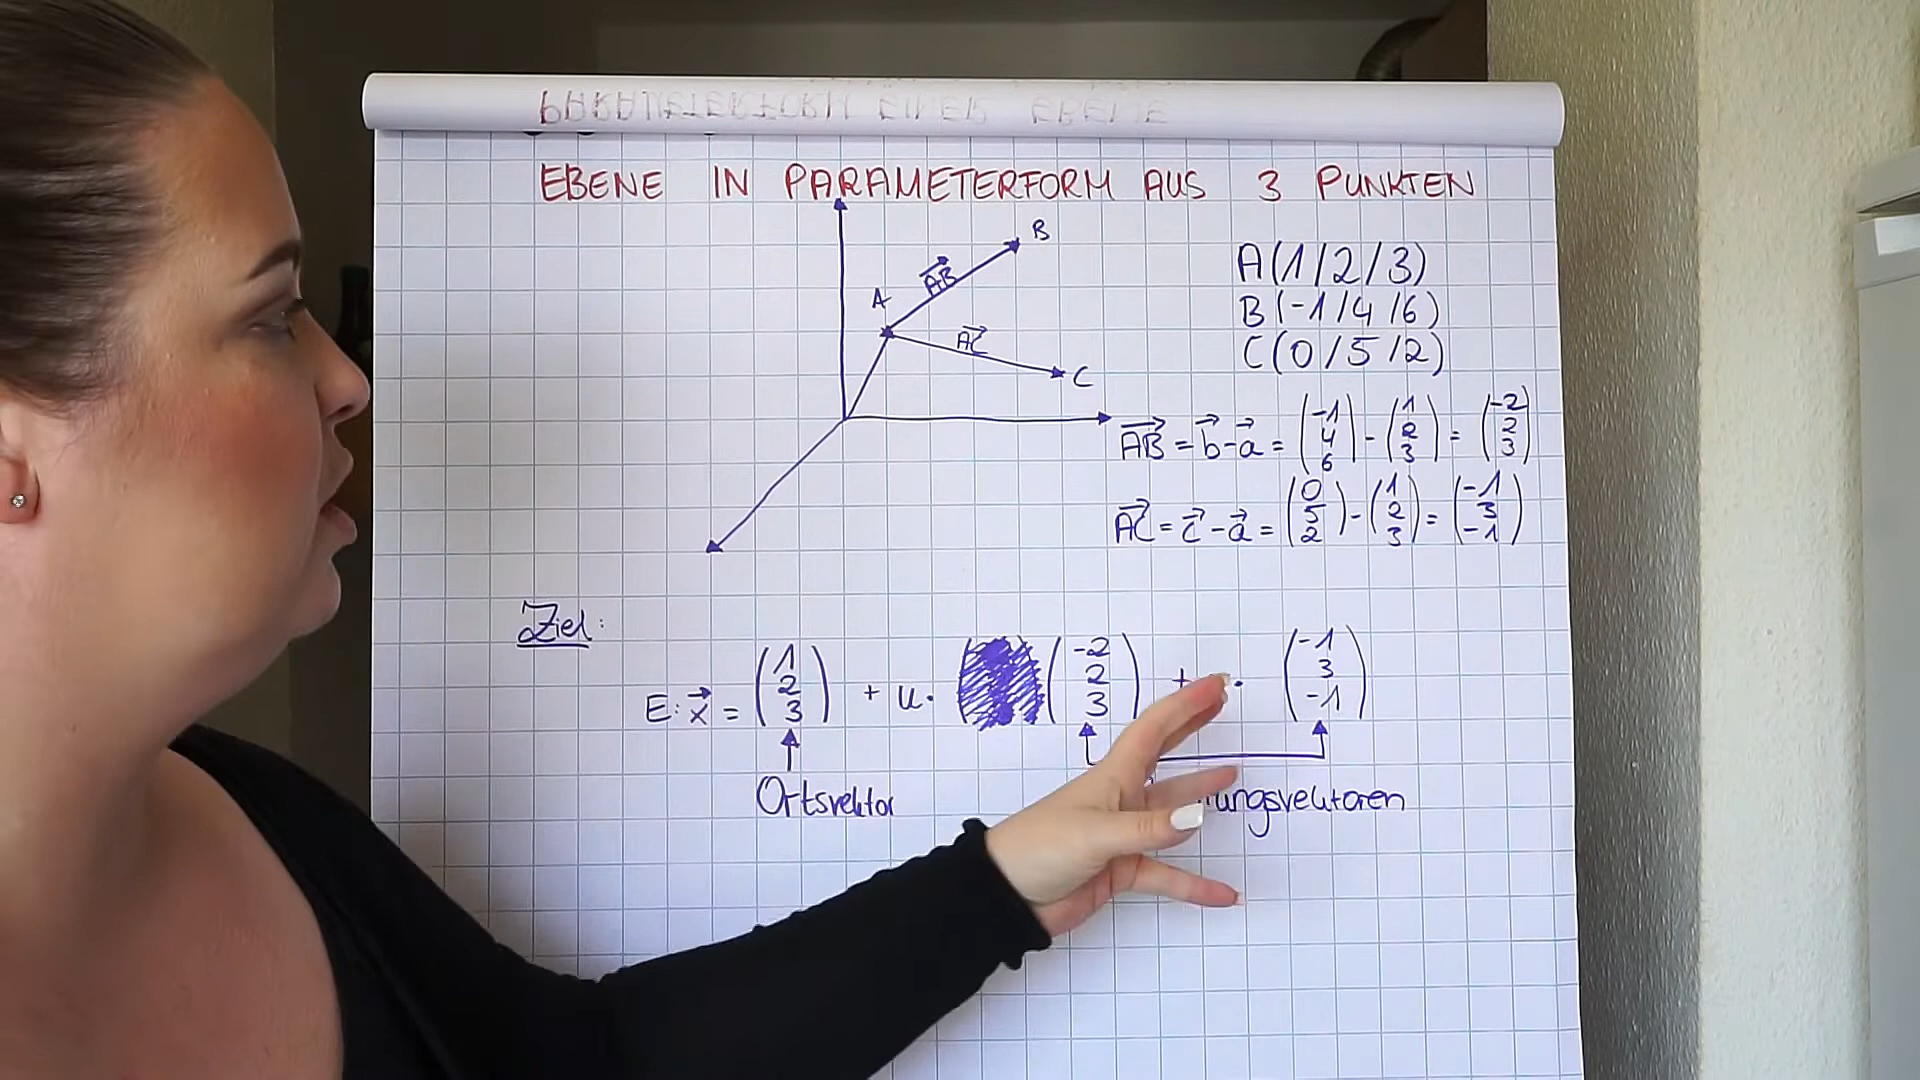 EBENE IN PARAMETERFORM AUS 3 PUNKTEN
B
AB
A
AC
C
A(1/2/3)
B(-1/4/6)
C(0/5/2)
AB = b - a = (-1 4 6) - (1 2 3) = (-2 2 3)
AC = c - a = (0 5 2) - (1 2 3) = (-1 3 -1)
Ziel:
E: x = (1 2 3) + u · (-2 2 3) + · (-1 3 -1)
Ortsvektor